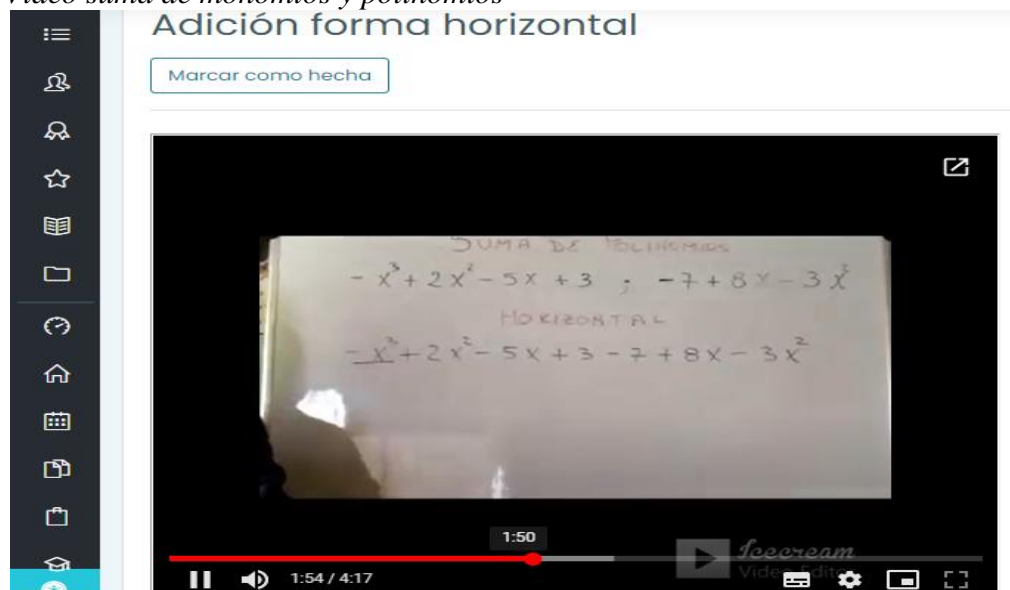 Video suma de monomios y polinomios
Adición forma horizontal
Marcar como hecha
SUMA DE POLINOMIOS
- x³ + 2x² - 5x + 3 ; -7 + 8x - 3x²
HORIZONTAL
- x³ + 2x² - 5x + 3 - 7 + 8x - 3x²
1:50
Icecream
Video Editor
1:54 / 4:17